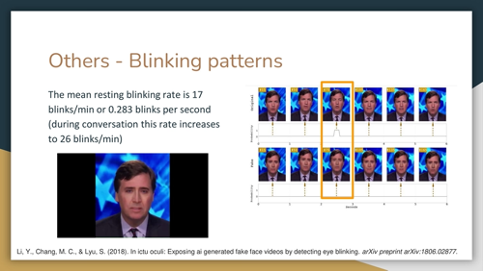 Others - Blinking patterns
The mean resting blinking rate is 17
blinks/min or 0.283 blinks per second
(during conversation this rate increases
to 26 blinks/min)
Li, Y., Chang, M. C., & Lyu, S. (2018). In ictu oculi: Exposing ai generated fake face videos by detecting eye blinking. arXiv preprint arXiv:1806.02877.